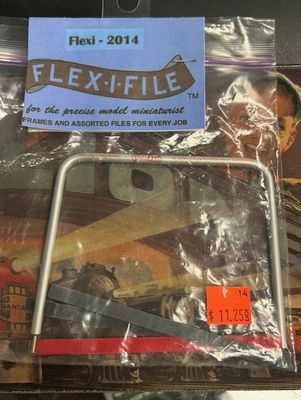 Flexi - 2014
FLEX-I-FILE
TM
for the precise model miniaturist
FRAMES AND ASSORTED FILES FOR EVERY JOB
14
$ 11.25